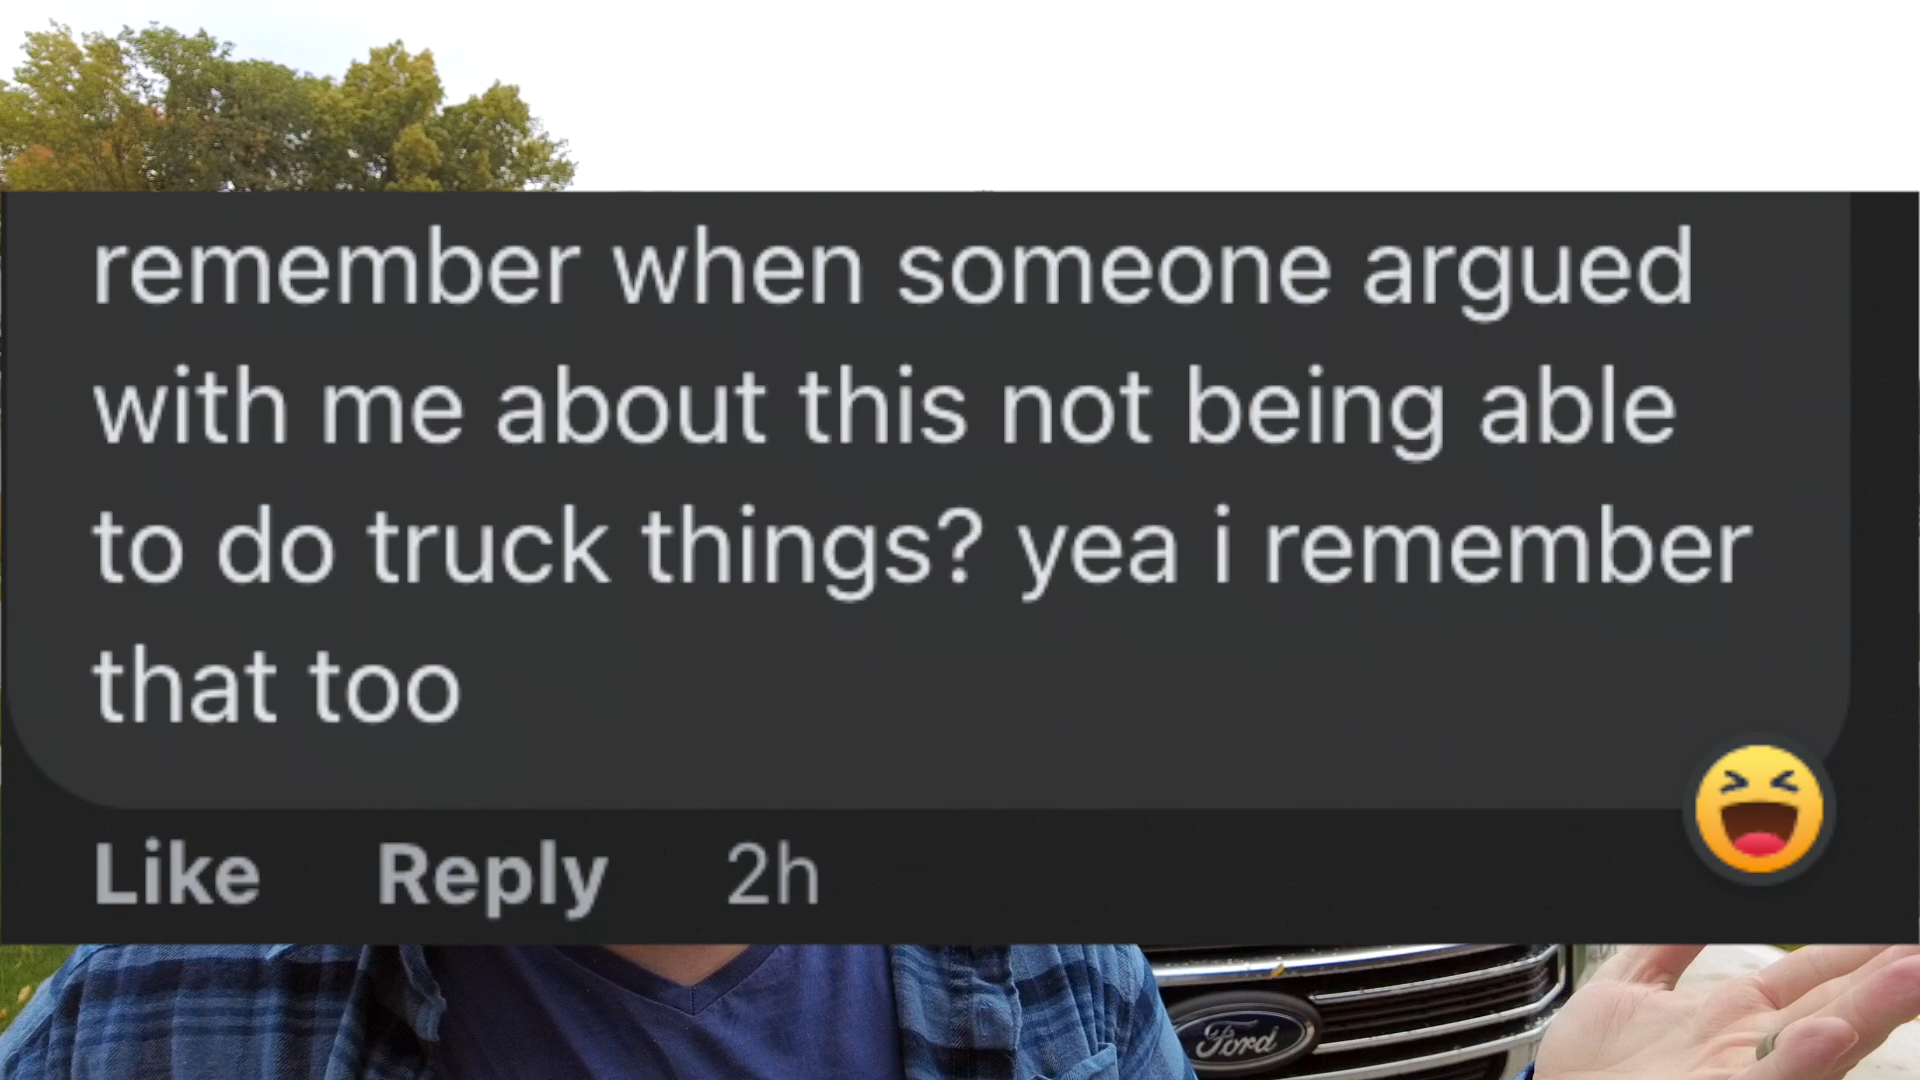 remember when someone argued
with me about this not being able
to do truck things? yea i remember
that too
Like Reply 2h
Ford